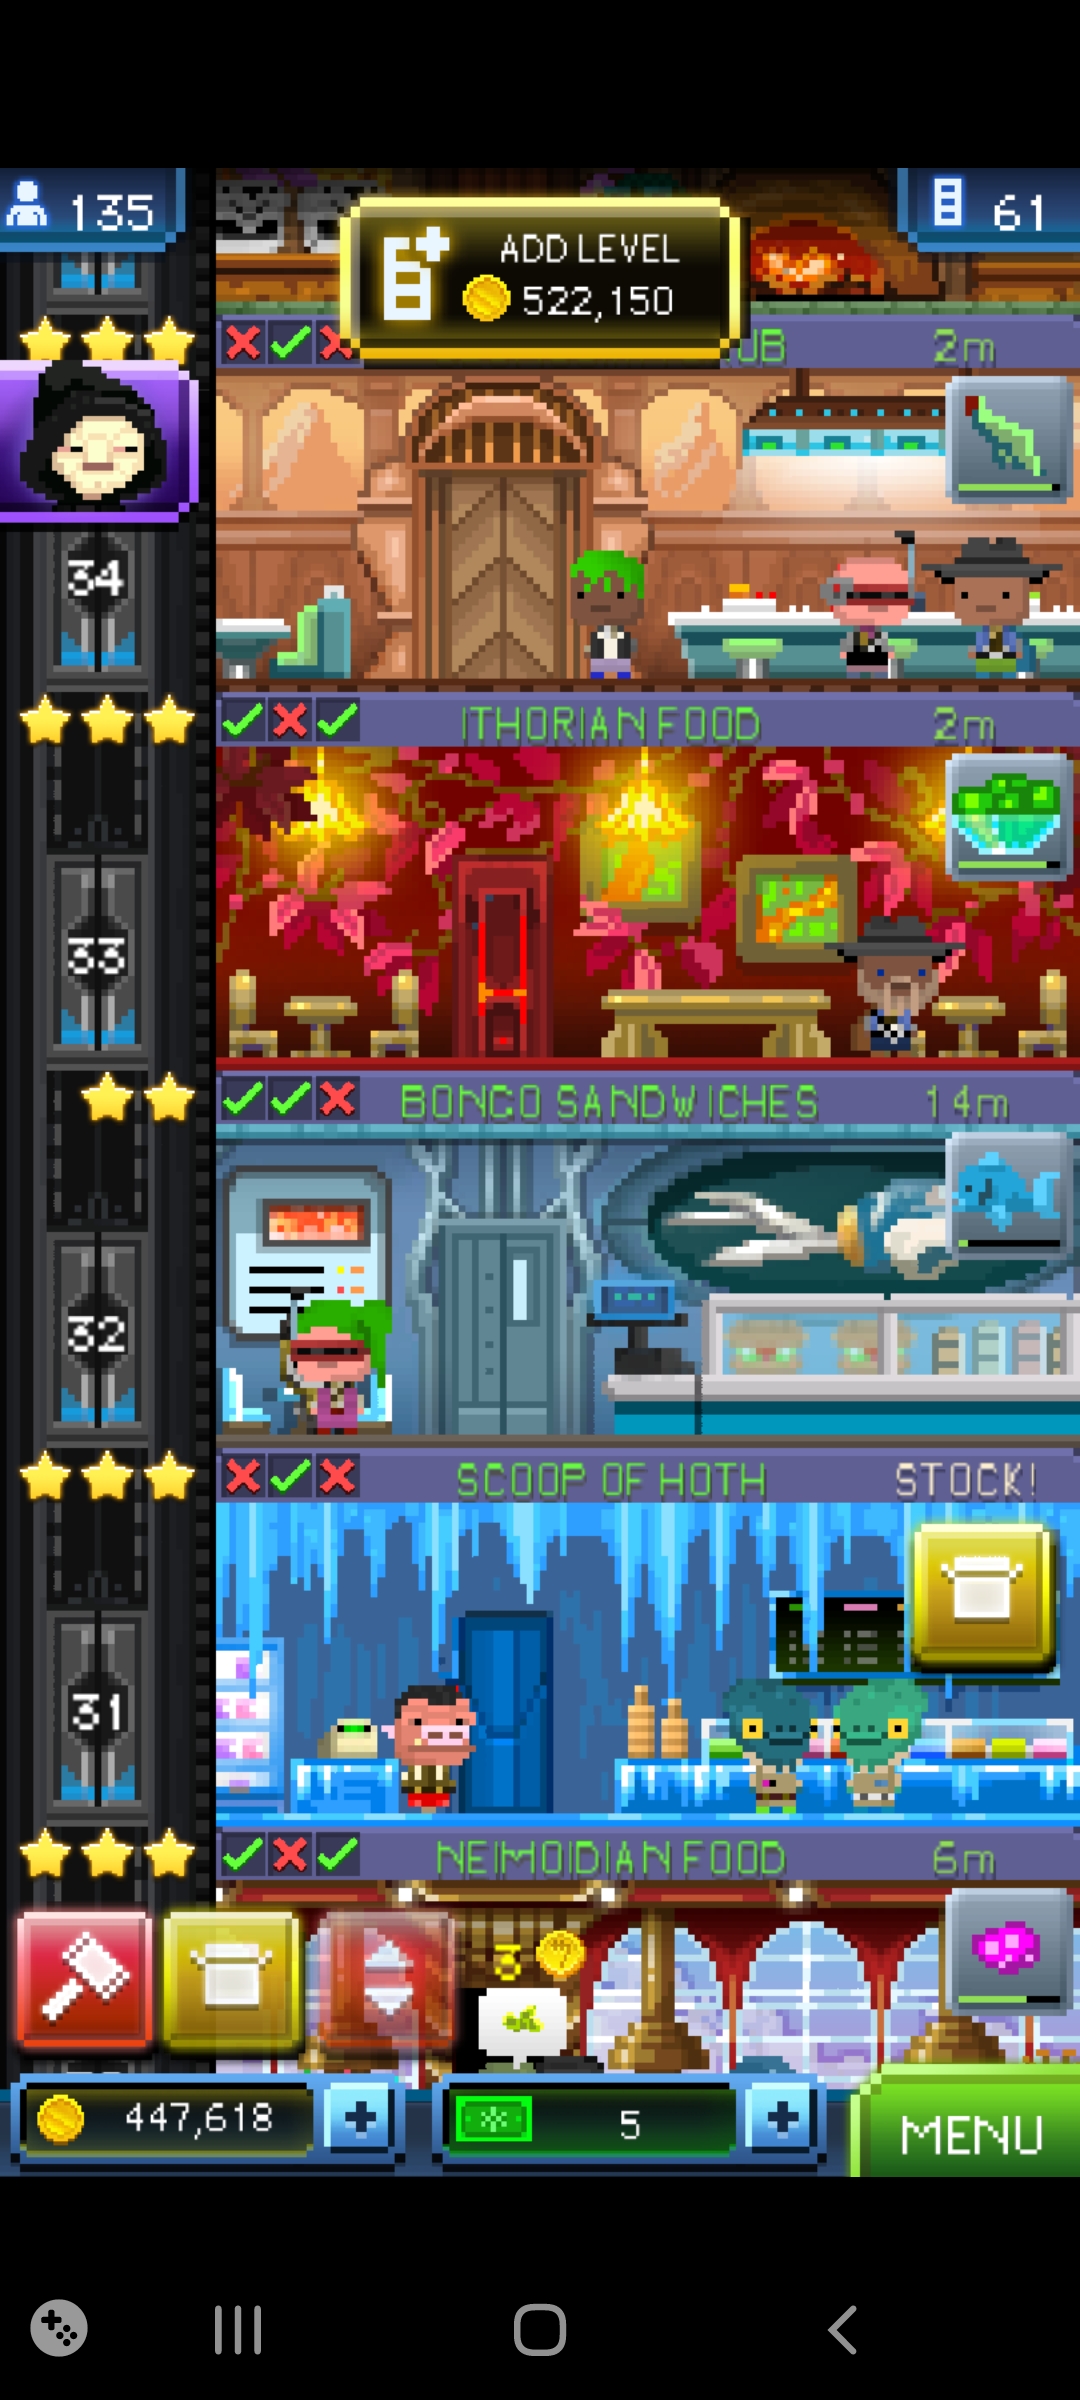 135
61
ADD LEVEL
522,150
UB 2m
34
ITHORIAN FOOD 2m
33
BONGO SANDWICHES 14m
32
SCOOP OF HOTH STOCK!
31
NEIMOIDIAN FOOD 6m
3
447,618
5
MENU